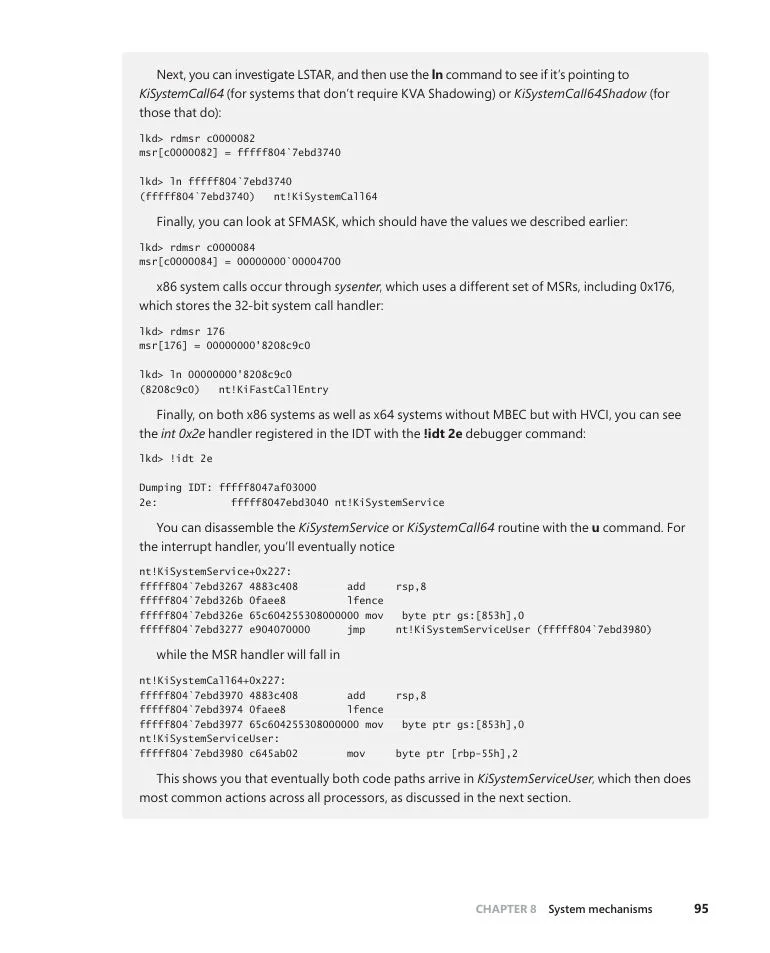 Next, you can investigate LSTAR, and then use the ln command to see if it’s pointing to
KiSystemCall64 (for systems that don’t require KVA Shadowing) or KiSystemCall64Shadow (for
those that do):
lkd> rdmsr c0000082
msr[c0000082] = fffff804`7ebd3740
lkd> ln fffff804`7ebd3740
(fffff804`7ebd3740)   nt!KiSystemCall64
Finally, you can look at SFMASK, which should have the values we described earlier:
lkd> rdmsr c0000084
msr[c0000084] = 00000000`00004700
x86 system calls occur through sysenter, which uses a different set of MSRs, including 0x176,
which stores the 32-bit system call handler:
lkd> rdmsr 176
msr[176] = 00000000'8208c9c0
lkd> ln 00000000'8208c9c0
(8208c9c0)   nt!KiFastCallEntry
Finally, on both x86 systems as well as x64 systems without MBEC but with HVCI, you can see
the int 0x2e handler registered in the IDT with the !idt 2e debugger command:
lkd> !idt 2e
Dumping IDT: fffff8047af03000
2e:            fffff8047ebd3040 nt!KiSystemService
You can disassemble the KiSystemService or KiSystemCall64 routine with the u command. For
the interrupt handler, you’ll eventually notice
nt!KiSystemService+0x227:
fffff804`7ebd3267 4883c408        add     rsp,8
fffff804`7ebd326b 0faee8          lfence
fffff804`7ebd326e 65c604255308000000 mov   byte ptr gs:[853h],0
fffff804`7ebd3277 e904070000      jmp     nt!KiSystemServiceUser (fffff804`7ebd3980)
while the MSR handler will fall in
nt!KiSystemCall64+0x227:
fffff804`7ebd3970 4883c408        add     rsp,8
fffff804`7ebd3974 0faee8          lfence
fffff804`7ebd3977 65c604255308000000 mov   byte ptr gs:[853h],0
nt!KiSystemServiceUser:
fffff804`7ebd3980 c645ab02        mov     byte ptr [rbp-55h],2
This shows you that eventually both code paths arrive in KiSystemServiceUser, which then does
most common actions across all processors, as discussed in the next section.
CHAPTER 8   System mechanisms   95